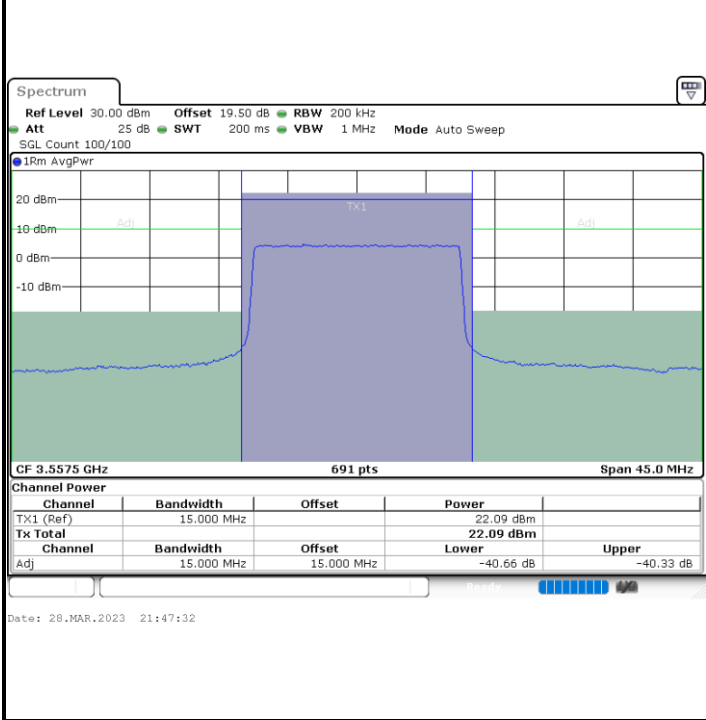 Spectrum
Ref Level 30.00 dBm Offset 19.50 dB RBW 200 kHz
Att 25 dB SWT 200 ms VBW 1 MHz Mode Auto Sweep
SGL Count 100/100
1Rm AvgPwr
20 dBm
TX1
Adj Adj
10 dBm
0 dBm
-10 dBm
CF 3.5575 GHz 691 pts Span 45.0 MHz
Channel Power
Channel Bandwidth Offset Power
TX1 (Ref) 15.000 MHz 22.09 dBm
Tx Total 22.09 dBm
Channel Bandwidth Offset Lower Upper
Adj 15.000 MHz 15.000 MHz -40.66 dB -40.33 dB
Ready
Date: 28.MAR.2023 21:47:32